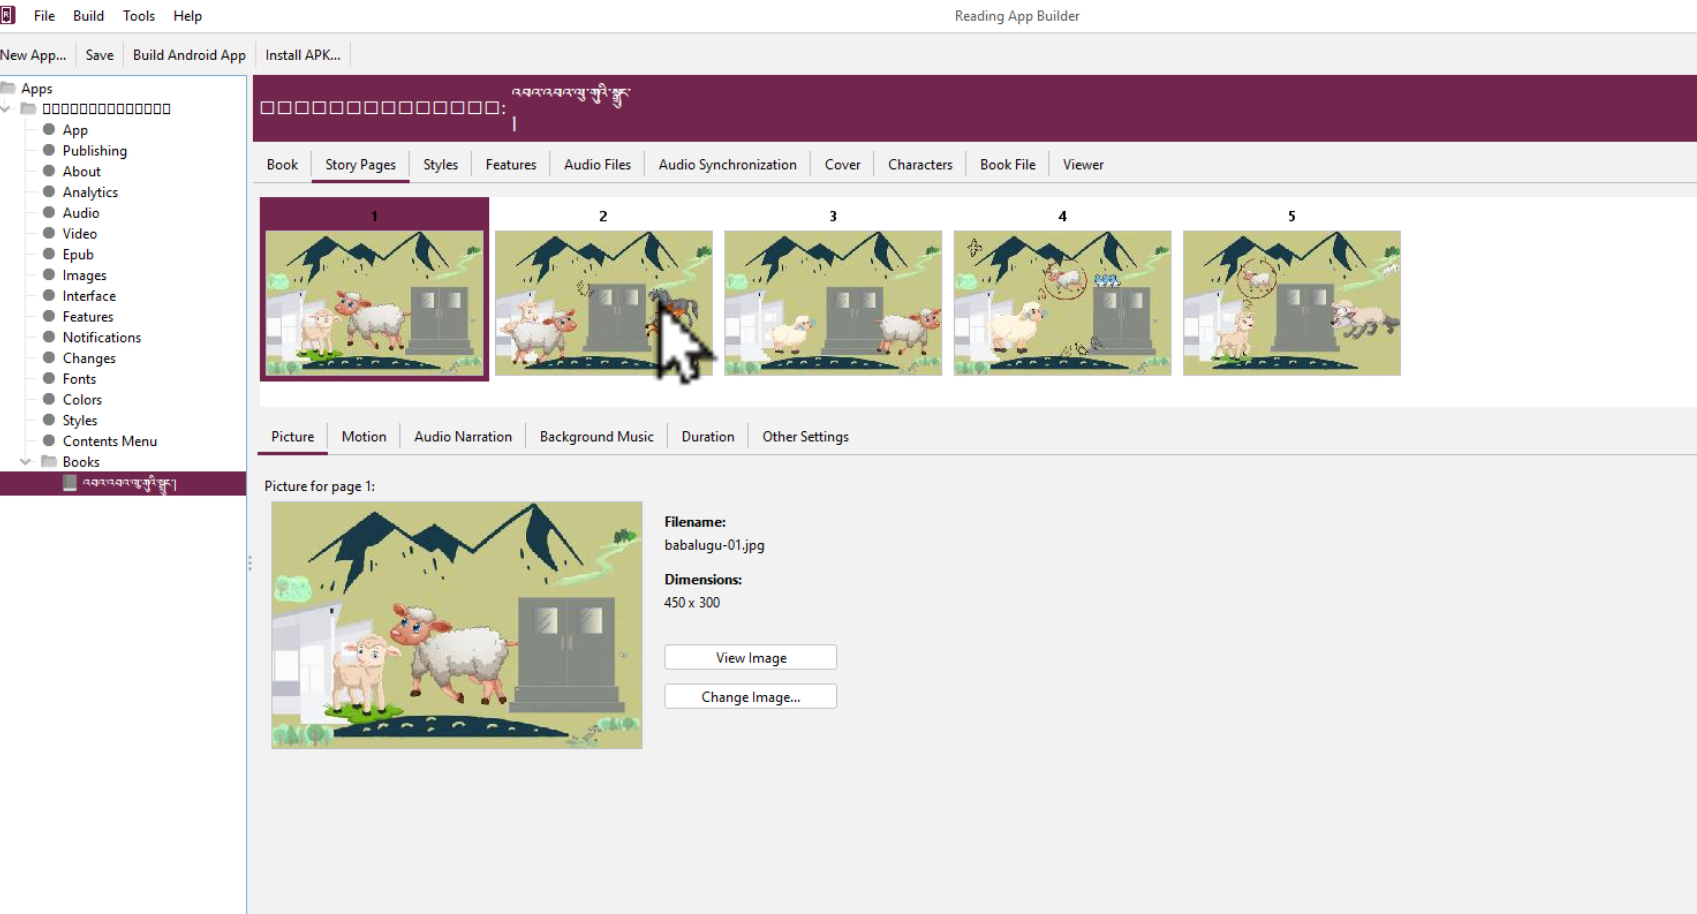 File Build Tools Help
Reading App Builder
New App... Save Build Android App Install APK...
Apps
App
Publishing
About
Analytics
Audio
Video
Epub
Images
Interface
Features
Notifications
Changes
Fonts
Colors
Styles
Contents Menu
Books
Book Story Pages Styles Features Audio Files Audio Synchronization Cover Characters Book File Viewer
1 2 3 4 5
Picture Motion Audio Narration Background Music Duration Other Settings
Picture for page 1:
Filename:
babalugu-01.jpg
Dimensions:
450 x 300
View Image
Change Image...